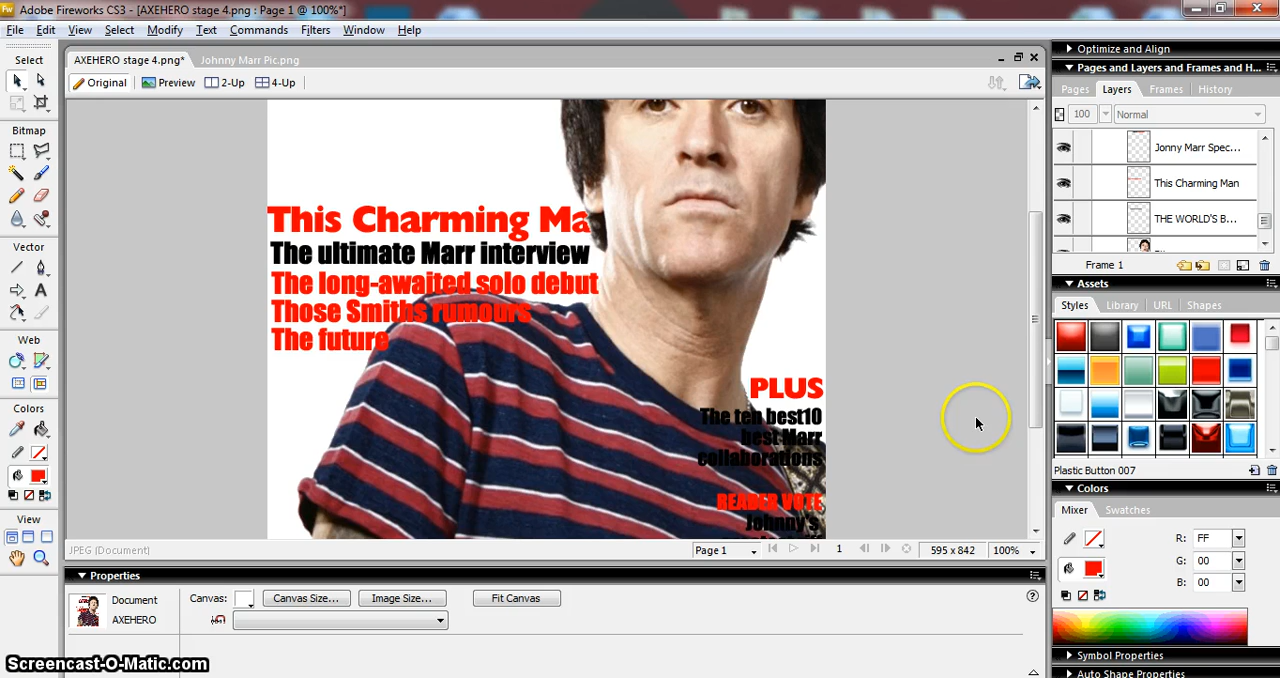 Adobe Fireworks CS3 - [AXEHERO stage 4.png : Page 1 @ 100%*]
File Edit View Select Modify Text Commands Filters Window Help
AXEHERO stage 4.png* Johnny Marr Pic.png
Original Preview 2-Up 4-Up
Select
Bitmap
Vector
A
Web
Colors
View
This Charming Ma
The ultimate Marr interview
The long-awaited solo debut
Those Smiths rumours
The future
PLUS
The ten best10
best Marr
collaborations
READER VOTE
Johnny's
JPEG (Document) Page 1 1 595 x 842 100%
Properties
Document
AXEHERO
Canvas: Canvas Size... Image Size... Fit Canvas
Optimize and Align
Pages and Layers and Frames and H...
Pages Layers Frames History
100 Normal
Jonny Marr Spec...
This Charming Man
THE WORLD'S B...
Frame 1
Assets
Styles Library URL Shapes
Plastic Button 007
Colors
Mixer Swatches
R: FF
G: 00
B: 00
Symbol Properties
Auto Shape Properties
Screencast-O-Matic.com